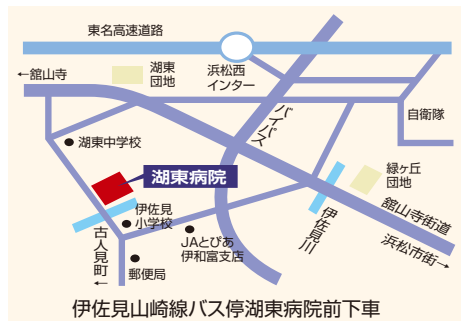 東名高速道路
←舘山寺
湖東
団地
浜松西
インター
バイパス
自衛隊
湖東中学校
湖東病院
緑ヶ丘
団地
伊佐見
小学校
舘山寺街道
伊佐見川
JAとぴあ
伊和富支店
浜松市街→
古人見町
←
郵便局
伊佐見山崎線バス停湖東病院前下車